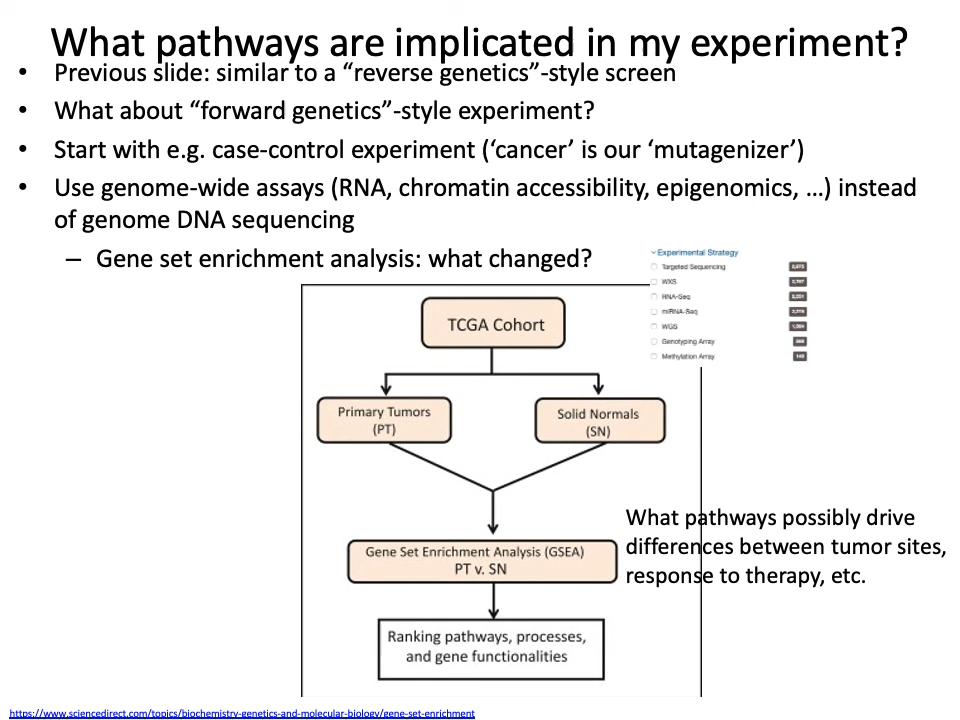 What pathways are implicated in my experiment?
• Previous slide: similar to a “reverse genetics”-style screen
• What about “forward genetics”-style experiment?
• Start with e.g. case-control experiment (‘cancer’ is our ‘mutagenizer’)
• Use genome-wide assays (RNA, chromatin accessibility, epigenomics, …) instead
of genome DNA sequencing
– Gene set enrichment analysis: what changed?
Experimental Strategy
Targeted Sequencing
WXS
RNA-Seq
miRNA-Seq
WGS
Genotyping Array
Methylation Array
TCGA Cohort
Primary Tumors
(PT)
Solid Normals
(SN)
Gene Set Enrichment Analysis (GSEA)
PT v. SN
Ranking pathways, processes,
and gene functionalities
What pathways possibly drive
differences between tumor sites,
response to therapy, etc.
https://www.sciencedirect.com/topics/biochemistry-genetics-and-molecular-biology/gene-set-enrichment